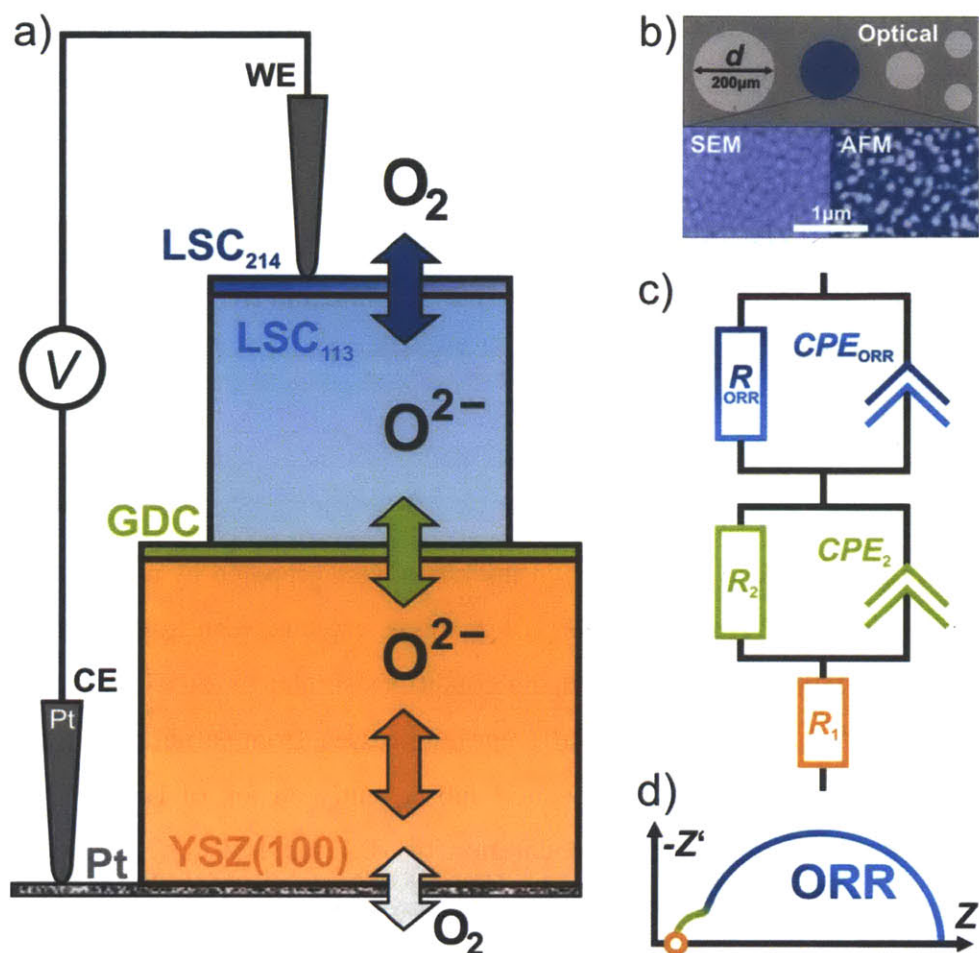 a)
WE
O2
LSC214
LSC113
V
O2−
GDC
O2−
CE
Pt
YSZ(100)
Pt
O2
b)
Optical
d
200µm
SEM
AFM
1µm
c)
R
ORR
CPEORR
R2
CPE2
R1
d)
-Z‘
ORR
Z